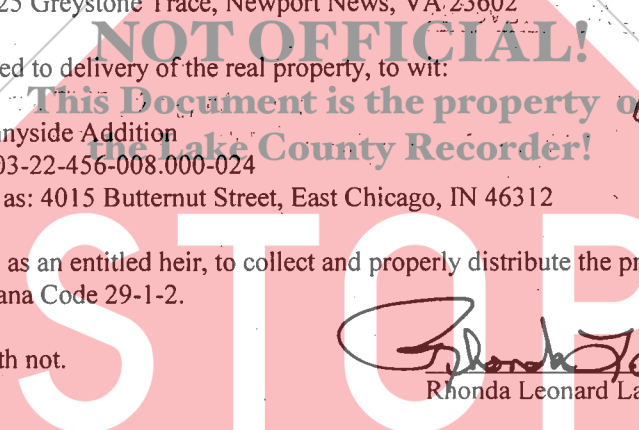 25 Greystone Trace, Newport News, VA 23602
NOT OFFICIAL!
ed to delivery of the real property, to wit:
This Document is the property o
nyside Addition
the Lake County Recorder!
03-22-456-008.000-024
as: 4015 Butternut Street, East Chicago, IN 46312
STOP
as an entitled heir, to collect and properly distribute the pr
ana Code 29-1-2.
th not.
Rhonda
Rhonda Leonard La